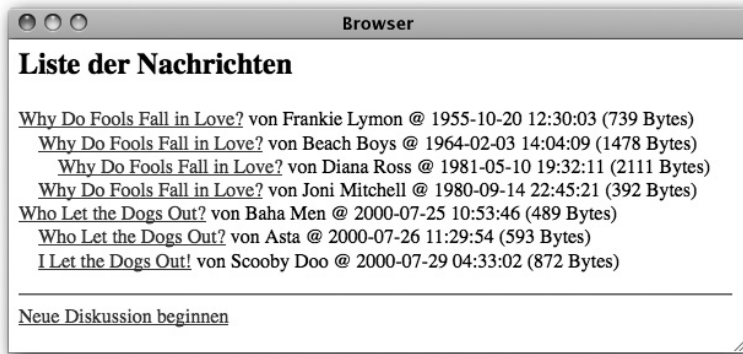 Browser
Liste der Nachrichten
Why Do Fools Fall in Love? von Frankie Lymon @ 1955-10-20 12:30:03 (739 Bytes)
Why Do Fools Fall in Love? von Beach Boys @ 1964-02-03 14:04:09 (1478 Bytes)
Why Do Fools Fall in Love? von Diana Ross @ 1981-05-10 19:32:11 (2111 Bytes)
Why Do Fools Fall in Love? von Joni Mitchell @ 1980-09-14 22:45:21 (392 Bytes)
Who Let the Dogs Out? von Baha Men @ 2000-07-25 10:53:46 (489 Bytes)
Who Let the Dogs Out? von Asta @ 2000-07-26 11:29:54 (593 Bytes)
I Let the Dogs Out! von Scooby Doo @ 2000-07-29 04:33:02 (872 Bytes)
Neue Diskussion beginnen